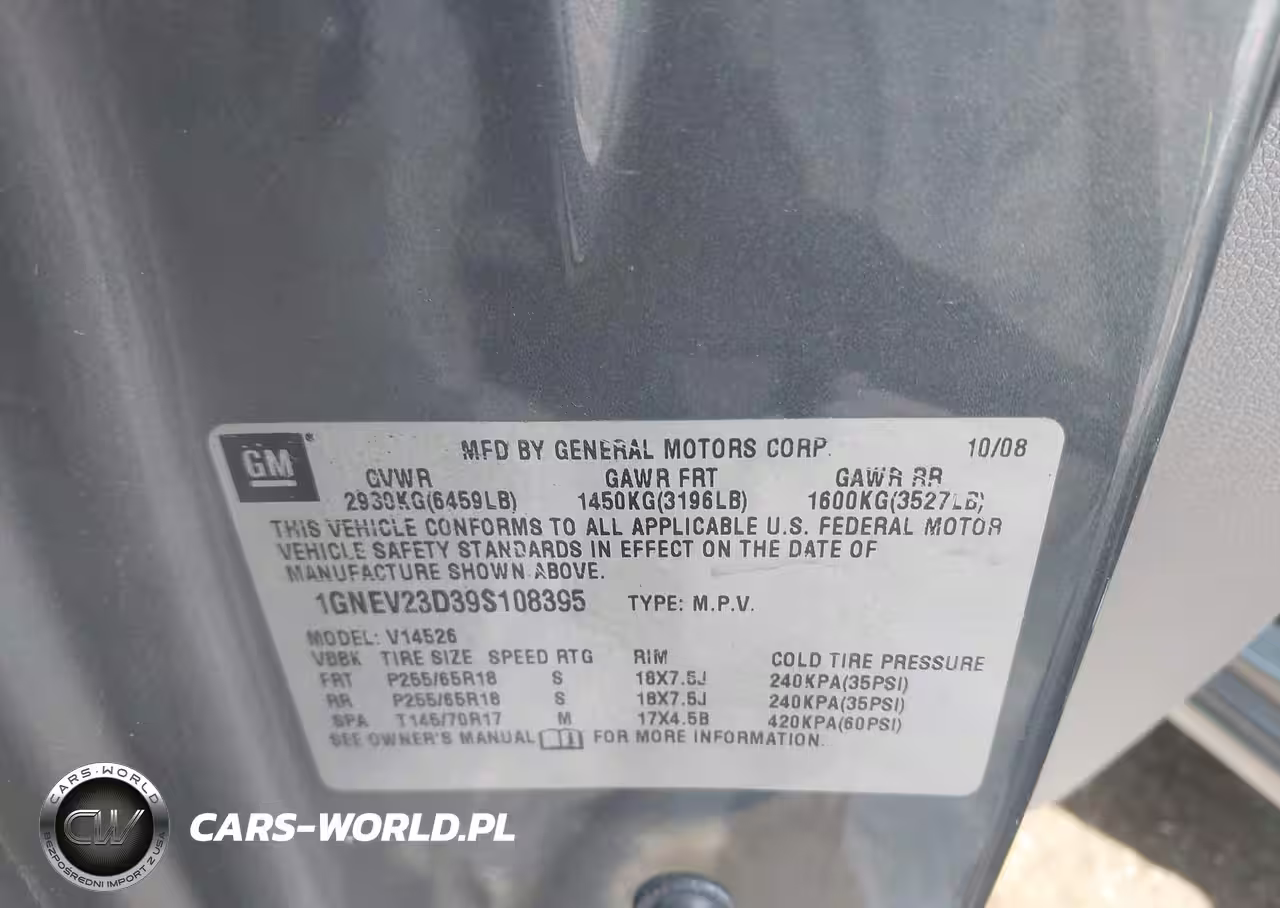 GM
MFD BY GENERAL MOTORS CORP. 10/08
GVWR GAWR FRT GAWR RR
2930KG(6459LB) 1450KG(3196LB) 1600KG(3527LB)
THIS VEHICLE CONFORMS TO ALL APPLICABLE U.S. FEDERAL MOTOR
VEHICLE SAFETY STANDARDS IN EFFECT ON THE DATE OF
MANUFACTURE SHOWN ABOVE.
1GNEV23D39S108395 TYPE: M.P.V.
MODEL: V14526
VBBK TIRE SIZE SPEED RTG RIM COLD TIRE PRESSURE
FRT P255/65R18 S 18X7.5J 240KPA(35PSI)
RR P255/65R18 S 18X7.5J 240KPA(35PSI)
SPA T145/70R17 M 17X4.5B 420KPA(60PSI)
SEE OWNER'S MANUAL FOR MORE INFORMATION.
CARS-WORLD
CW
BEZPOŚREDNI IMPORT Z USA
CARS-WORLD.PL